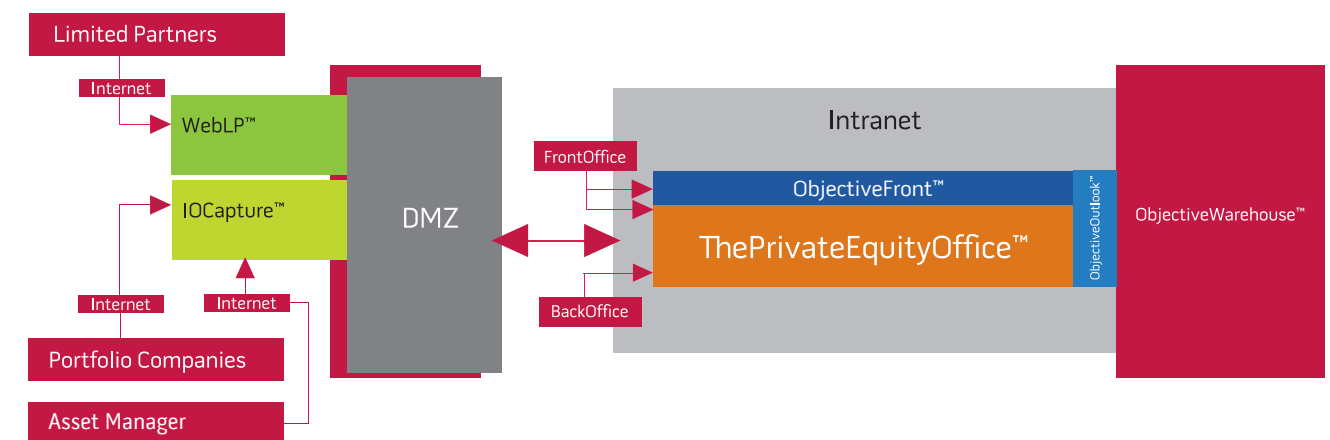 Limited Partners
Internet
WebLP™
IOCapture™
Internet
Internet
Portfolio Companies
Asset Manager
DMZ
Intranet
FrontOffice
ObjectiveFront™
ThePrivateEquityOffice™
BackOffice
ObjectiveOutlook™
ObjectiveWarehouse™